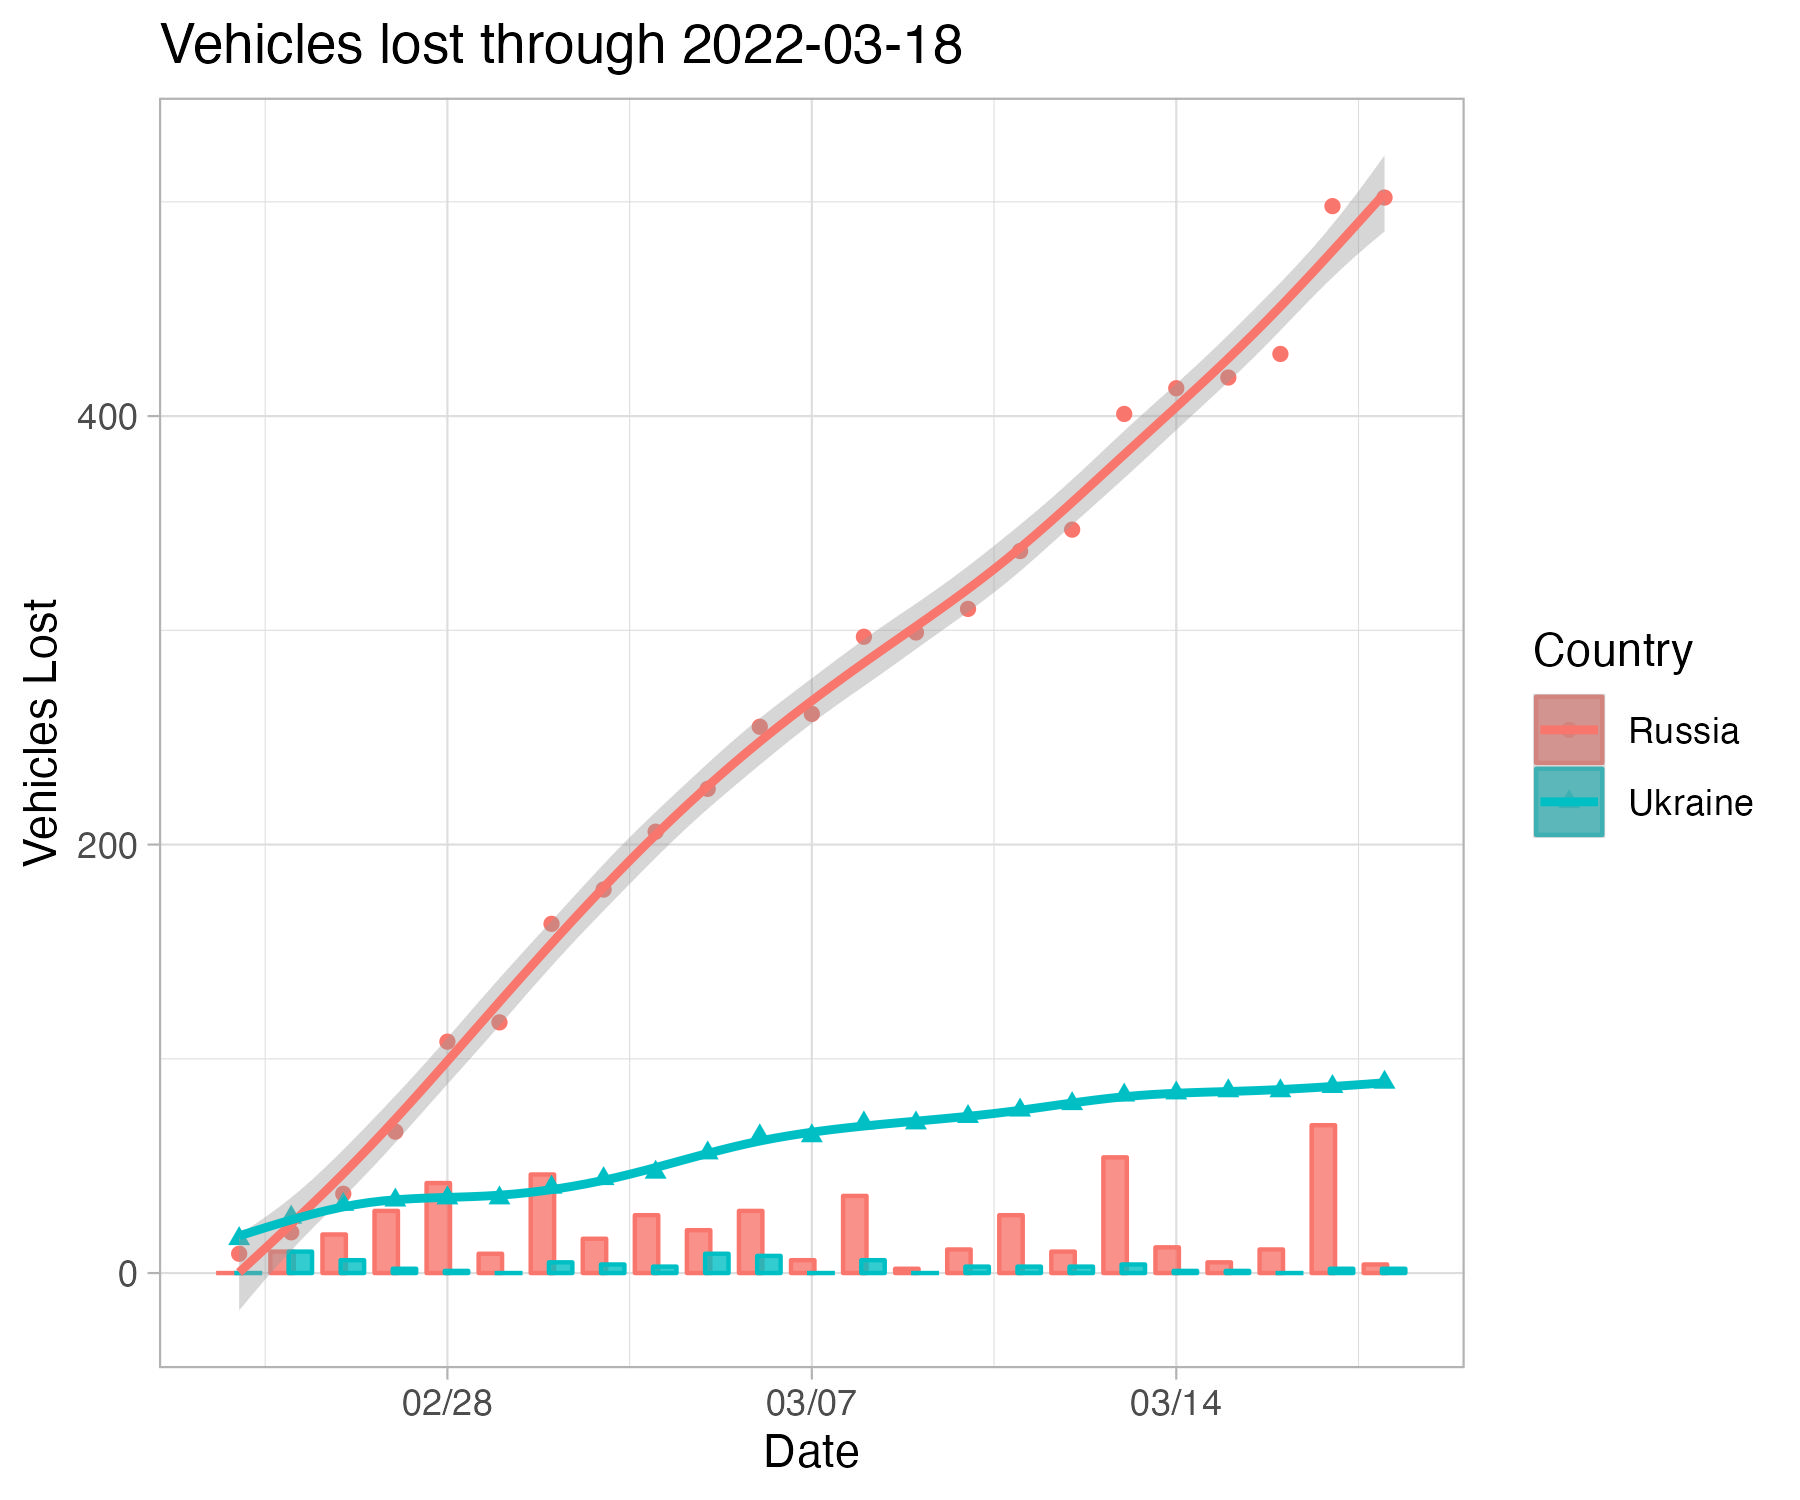 Vehicles lost through 2022-03-18
Vehicles Lost
400
200
0
02/28
03/07
03/14
Date
Country
Russia
Ukraine